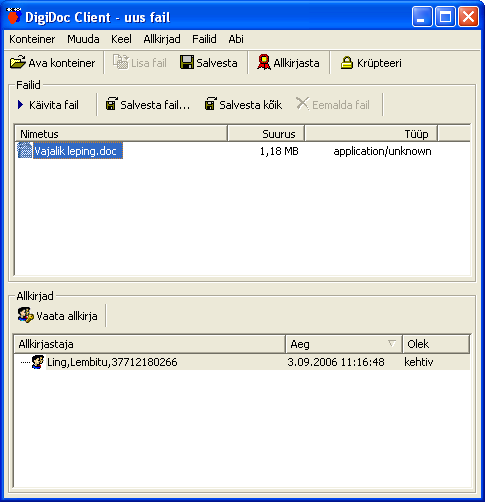 DigiDoc Client - uus fail
Konteiner Muuda Keel Allkirjad Failid Abi
Ava konteiner Lisa fail Salvesta Allkirjasta Krüpteeri
Failid
Käivita fail Salvesta fail... Salvesta kõik Eemalda fail
Nimetus Suurus Tüüp
Vajalik leping.doc 1,18 MB application/unknown
Allkirjad
Vaata allkirja
Allkirjastaja Aeg Olek
Ling,Lembitu,37712180266 3.09.2006 11:16:48 kehtiv